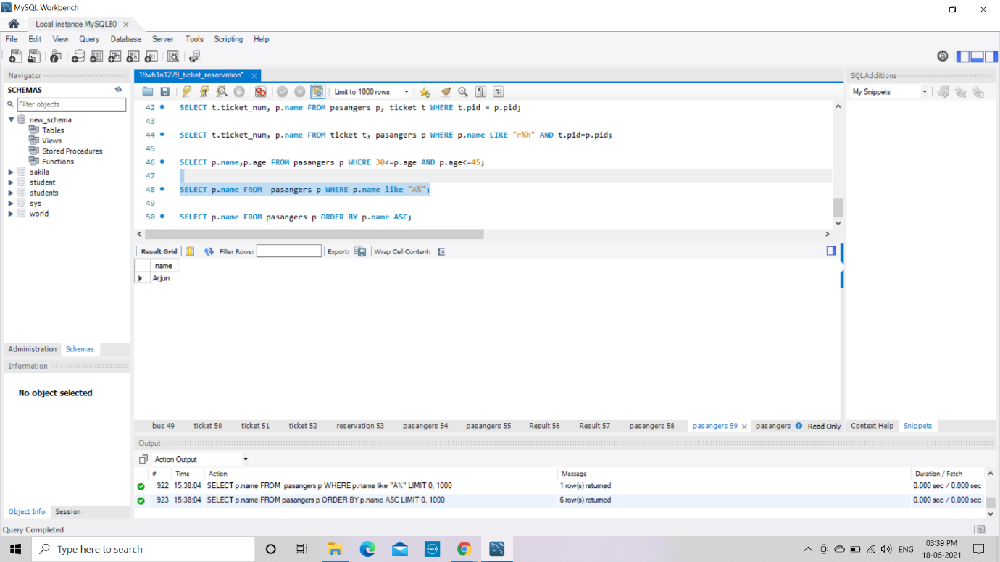 MySQL Workbench
Local instance MySQL80
File Edit View Query Database Server Tools Scripting Help
Navigator
SCHEMAS
Filter objects
new_schema
Tables
Views
Stored Procedures
Functions
sakila
student
students
sys
world
Administration Schemas
Information
No object selected
Object Info Session
19wh1a1279_ticket_reservation*
Limit to 1000 rows
42 SELECT t.ticket_num, p.name FROM pasangers p, ticket t WHERE t.pid = p.pid;
43
44 SELECT t.ticket_num, p.name FROM ticket t, pasangers p WHERE p.name LIKE "r%h" AND t.pid=p.pid;
45
46 SELECT p.name,p.age FROM pasangers p WHERE 30<=p.age AND p.age<=45;
47
48 SELECT p.name FROM  pasangers p WHERE p.name like "A%";
49
50 SELECT p.name FROM pasangers p ORDER BY p.name ASC;
Result Grid Filter Rows: Export: Wrap Cell Content:
name
Arjun
bus 49 ticket 50 ticket 51 ticket 52 reservation 53 pasangers 54 pasangers 55 Result 56 Result 57 pasangers 58 pasangers 59 pasangers Read Only
Output
Action Output
# Time Action Message Duration / Fetch
922 15:38:04 SELECT p.name FROM  pasangers p WHERE p.name like "A%" LIMIT 0, 1000 1 row(s) returned 0.000 sec / 0.000 sec
923 15:38:04 SELECT p.name FROM pasangers p ORDER BY p.name ASC LIMIT 0, 1000 6 row(s) returned 0.000 sec / 0.000 sec
SQLAdditions
My Snippets
Context Help Snippets
Query Completed
Type here to search
DELL
ENG
03:39 PM
18-06-2021